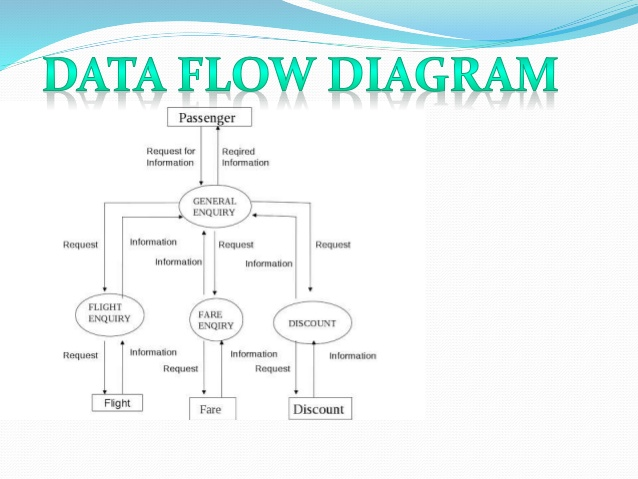 DATA FLOW DIAGRAM
Passenger
Request for
Information
Reqired
Information
GENERAL
ENQUIRY
Request
Information
Request
Request
Information
Information
FLIGHT
ENQUIRY
FARE
ENQIRY
DISCOUNT
Request
Information
Request
Information
Request
Information
Flight
Fare
Discount